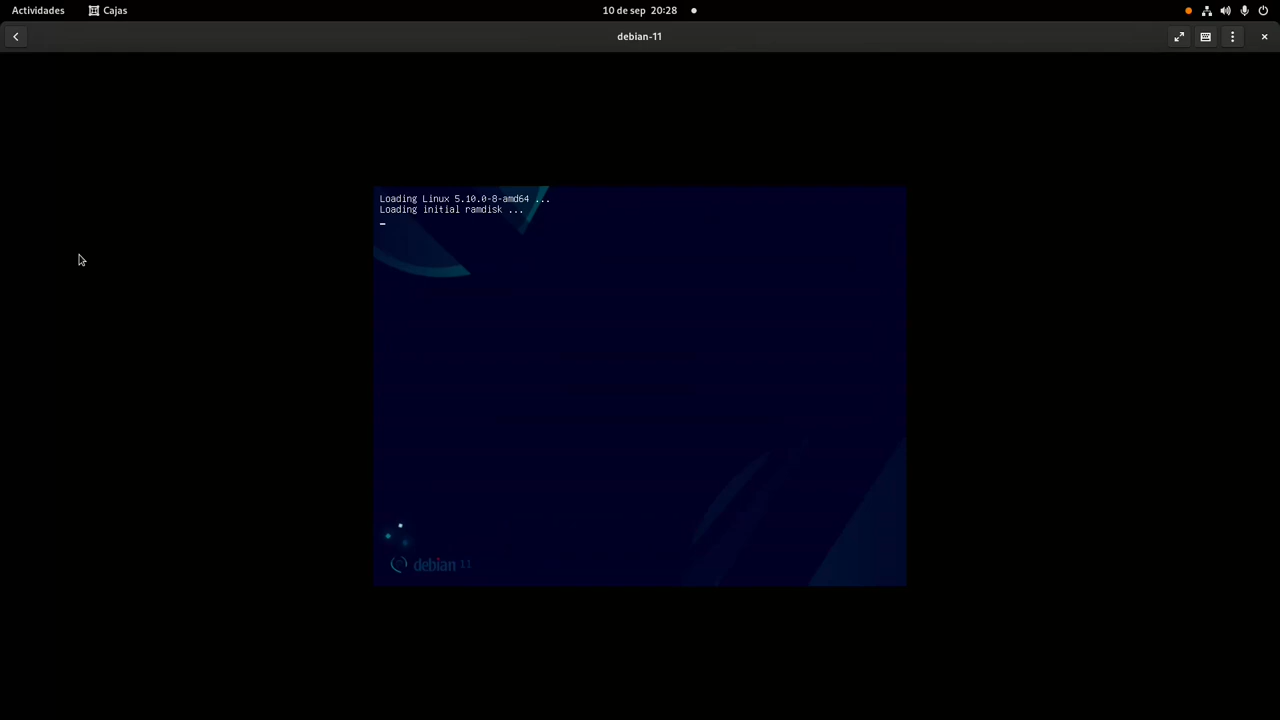 Actividades Cajas 10 de sep 20:28
debian-11
Loading Linux 5.10.0-8-amd64 ...
Loading initial ramdisk ...
debian 11